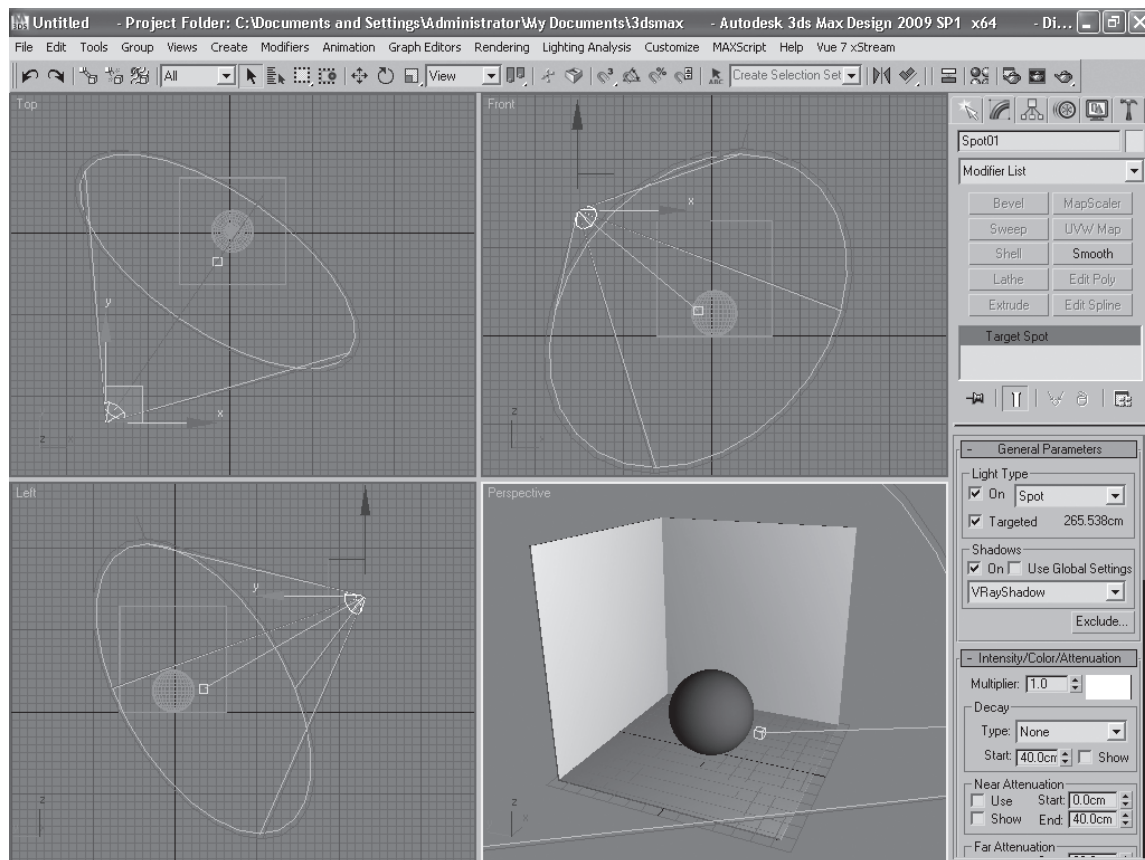 Untitled - Project Folder: C:\Documents and Settings\Administrator\My Documents\3dsmax - Autodesk 3ds Max Design 2009 SP1 x64 - Di...
File Edit Tools Group Views Create Modifiers Animation Graph Editors Rendering Lighting Analysis Customize MAXScript Help Vue 7 xStream
All View Create Selection Set
Top
y
x
z
x
Front
x
z
x
Left
y
z
Perspective
z
x
Spot01
Modifier List
Bevel MapScaler
Sweep UVW Map
Shell Smooth
Lathe Edit Poly
Extrude Edit Spline
Target Spot
- General Parameters
Light Type
On Spot
Targeted 265.538cm
Shadows
On Use Global Settings
VRayShadow
Exclude...
- Intensity/Color/Attenuation
Multiplier: 1.0
Decay
Type: None
Start: 40.0cm Show
Near Attenuation
Use Start: 0.0cm
Show End: 40.0cm
Far Attenuation